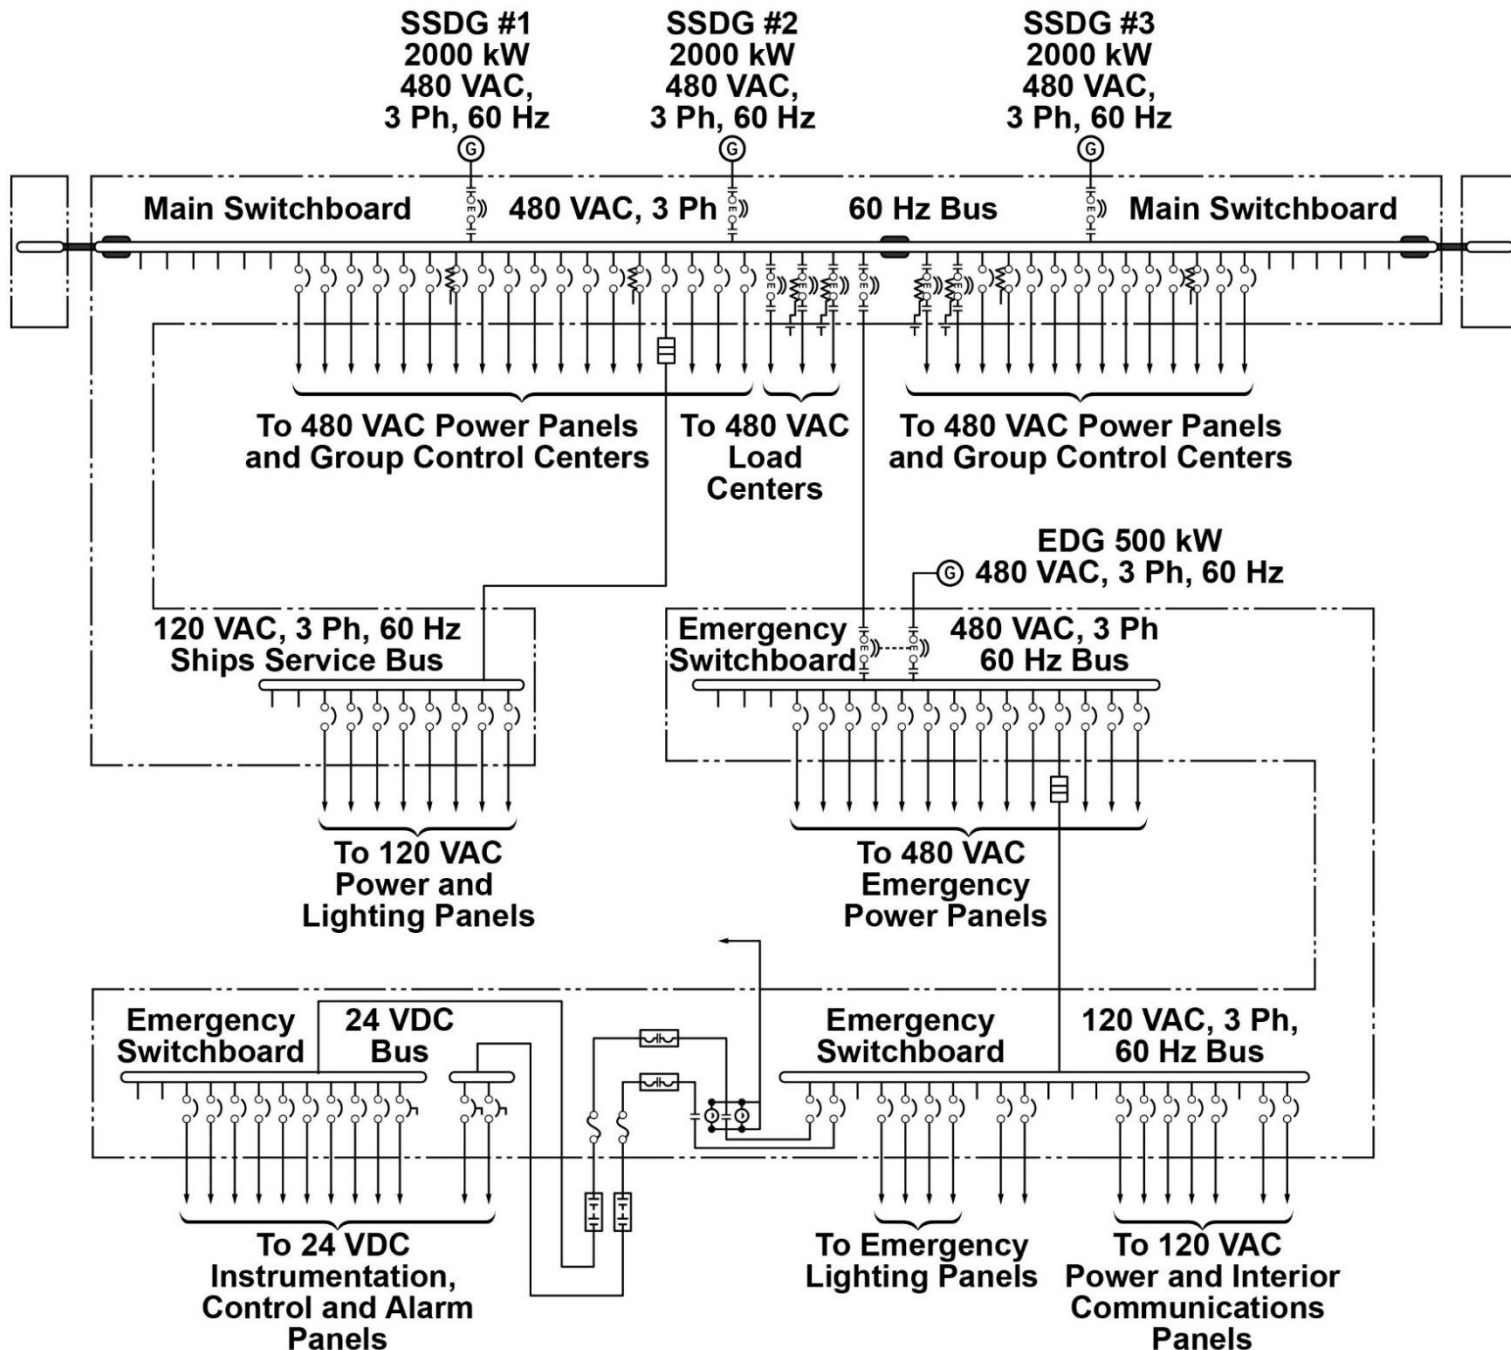 SSDG #1
2000 kW
480 VAC,
3 Ph, 60 Hz
G
SSDG #2
2000 kW
480 VAC,
3 Ph, 60 Hz
G
SSDG #3
2000 kW
480 VAC,
3 Ph, 60 Hz
G
Main Switchboard
480 VAC, 3 Ph
60 Hz Bus
Main Switchboard
E
E
E
E
E
E
E
E
E
To 480 VAC Power Panels
and Group Control Centers
To 480 VAC
Load
Centers
To 480 VAC Power Panels
and Group Control Centers
EDG 500 kW
G
480 VAC, 3 Ph, 60 Hz
120 VAC, 3 Ph, 60 Hz
Ships Service Bus
Emergency
Switchboard
480 VAC, 3 Ph
60 Hz Bus
E
E
To 120 VAC
Power and
Lighting Panels
To 480 VAC
Emergency
Power Panels
Emergency
Switchboard
24 VDC
Bus
Emergency
Switchboard
120 VAC, 3 Ph,
60 Hz Bus
To 24 VDC
Instrumentation,
Control and Alarm
Panels
To Emergency
Lighting Panels
To 120 VAC
Power and Interior
Communications
Panels